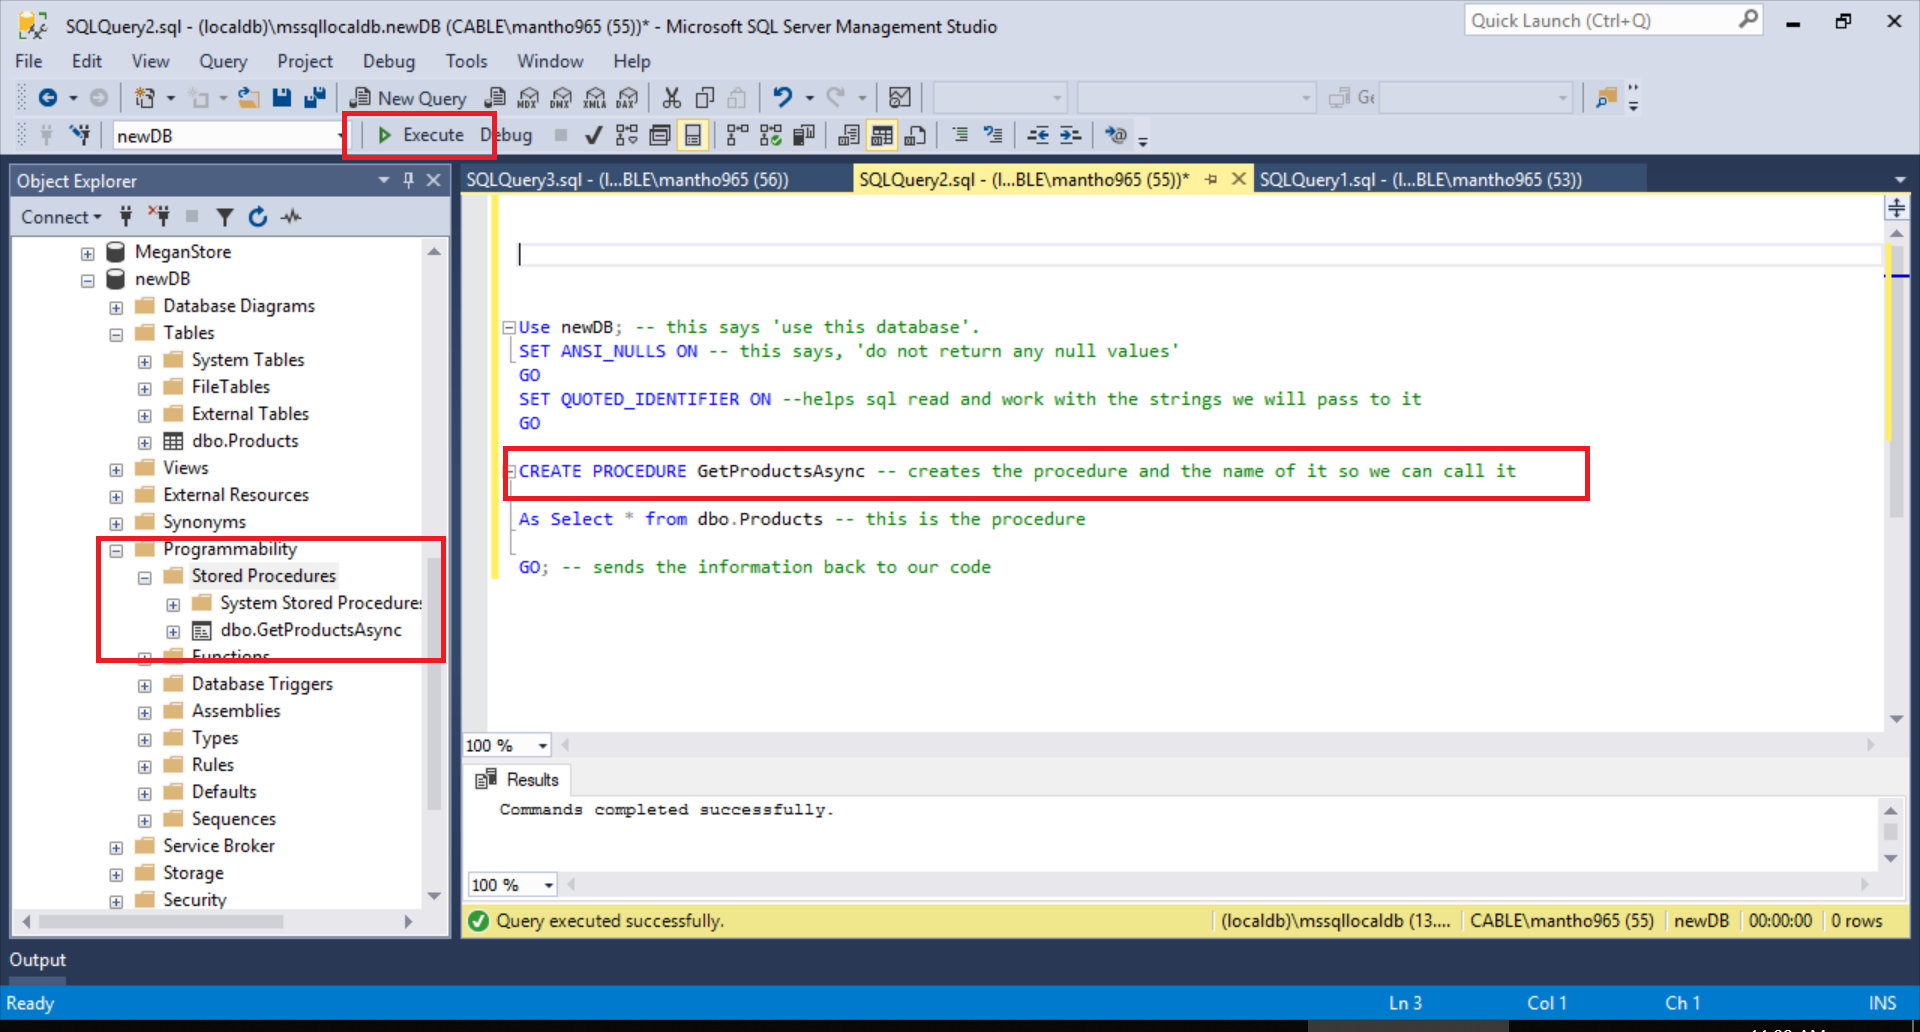 SQLQuery2.sql - (localdb)\mssqllocaldb.newDB (CABLE\mantho965 (55))* - Microsoft SQL Server Management Studio
Quick Launch (Ctrl+Q)
File Edit View Query Project Debug Tools Window Help
New Query MDX DMX XMLA DAX
newDB Execute Debug
Object Explorer
Connect
MeganStore
newDB
Database Diagrams
Tables
System Tables
FileTables
External Tables
dbo.Products
Views
External Resources
Synonyms
Programmability
Stored Procedures
System Stored Procedures
dbo.GetProductsAsync
Functions
Database Triggers
Assemblies
Types
Rules
Defaults
Sequences
Service Broker
Storage
Security
SQLQuery3.sql - (l...BLE\mantho965 (56)) SQLQuery2.sql - (l...BLE\mantho965 (55))* SQLQuery1.sql - (l...BLE\mantho965 (53))
Use newDB; -- this says 'use this database'.
SET ANSI_NULLS ON -- this says, 'do not return any null values'
GO
SET QUOTED_IDENTIFIER ON --helps sql read and work with the strings we will pass to it
GO
CREATE PROCEDURE GetProductsAsync -- creates the procedure and the name of it so we can call it
As Select * from dbo.Products -- this is the procedure
GO; -- sends the information back to our code
100 %
Results
Commands completed successfully.
100 %
Query executed successfully. (localdb)\mssqllocaldb (13.... CABLE\mantho965 (55) newDB 00:00:00 0 rows
Output
Ready Ln 3 Col 1 Ch 1 INS